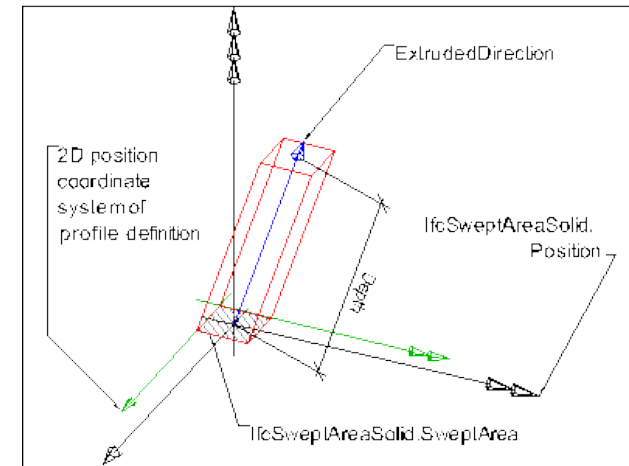 ExtrudedDirection
2D position
coordinate
system of
profile definition
IfcSweptAreaSolid.
Position
Depth
IfcSweptAreaSolid.SweptArea